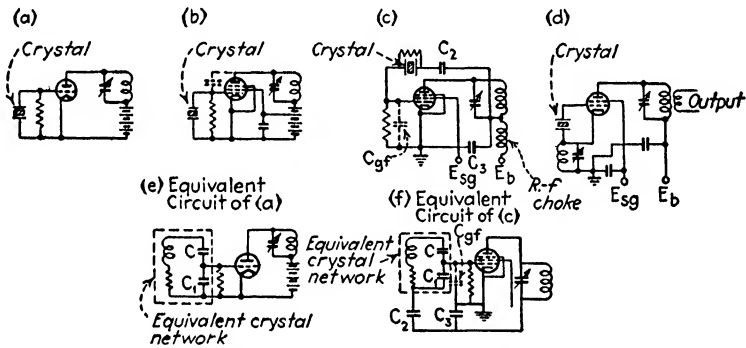 (a)
(b)
(c)
(d)
Crystal
Crystal
Crystal
C2
Crystal
Cgf
C3
Esg
Eb
R-f
choke
Output
Esg
Eb
(e) Equivalent
Circuit of (a)
C
C1
Equivalent crystal
network
(f) Equivalent
Circuit of (c)
Equivalent
crystal
network
Cgf
C
C1
C2
C3